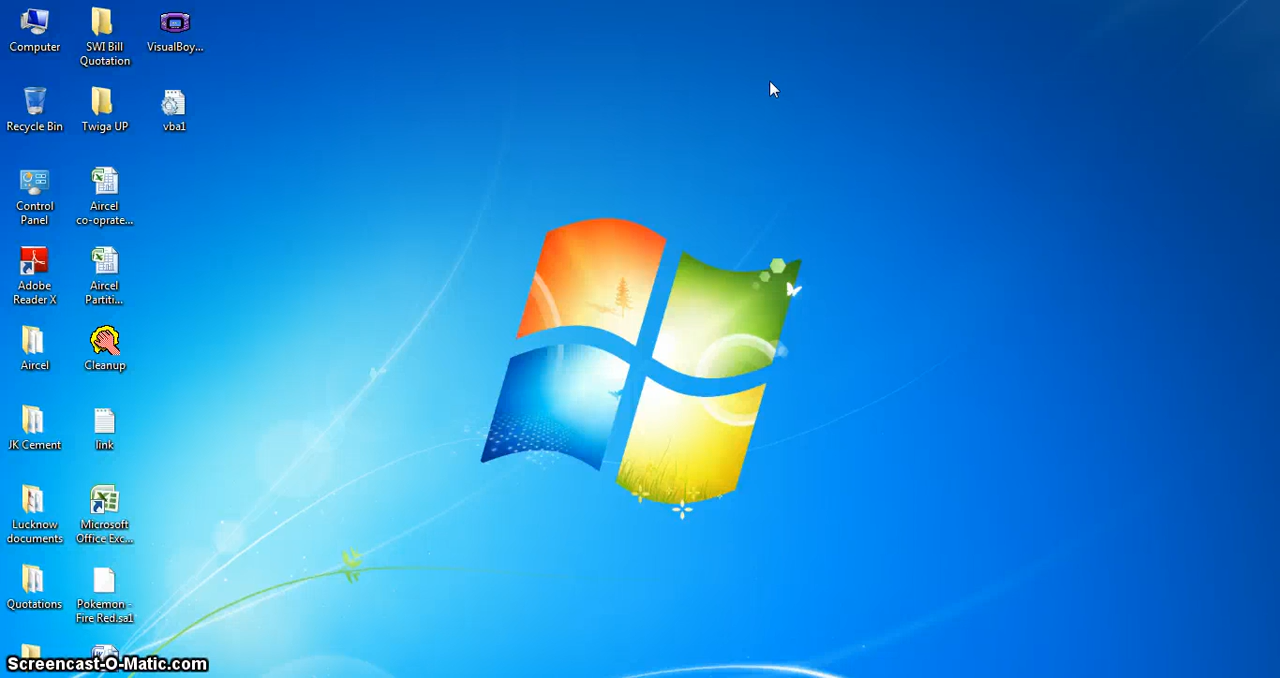 Computer
SWI Bill
Quotation
VisualBoy...
Recycle Bin
Twiga UP
vba1
Control
Panel
Aircel
co-oprate...
Adobe
Reader X
Aircel
Partiti...
Aircel
Cleanup
JK Cement
link
Lucknow
documents
Microsoft
Office Exc...
Quotations
Pokemon -
Fire Red.sa1
Screencast-O-Matic.com